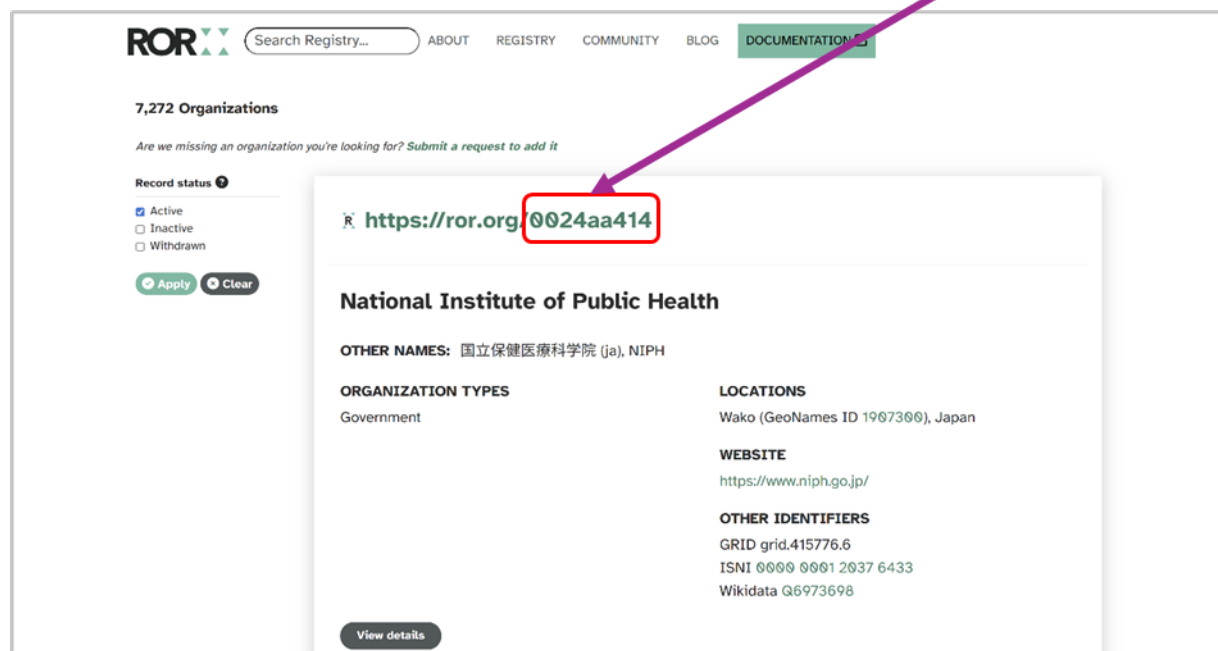 ROR Search Registry... ABOUT REGISTRY COMMUNITY BLOG DOCUMENTATION
7,272 Organizations
Are we missing an organization you're looking for? Submit a request to add it
Record status ?
Active
Inactive
Withdrawn
Apply Clear
R https://ror.org/0024aa414
National Institute of Public Health
OTHER NAMES: 国立保健医療科学院 (ja), NIPH
ORGANIZATION TYPES
Government
LOCATIONS
Wako (GeoNames ID 1907300), Japan
WEBSITE
https://www.niph.go.jp/
OTHER IDENTIFIERS
GRID grid.415776.6
ISNI 0000 0001 2037 6433
Wikidata Q6973698
View details